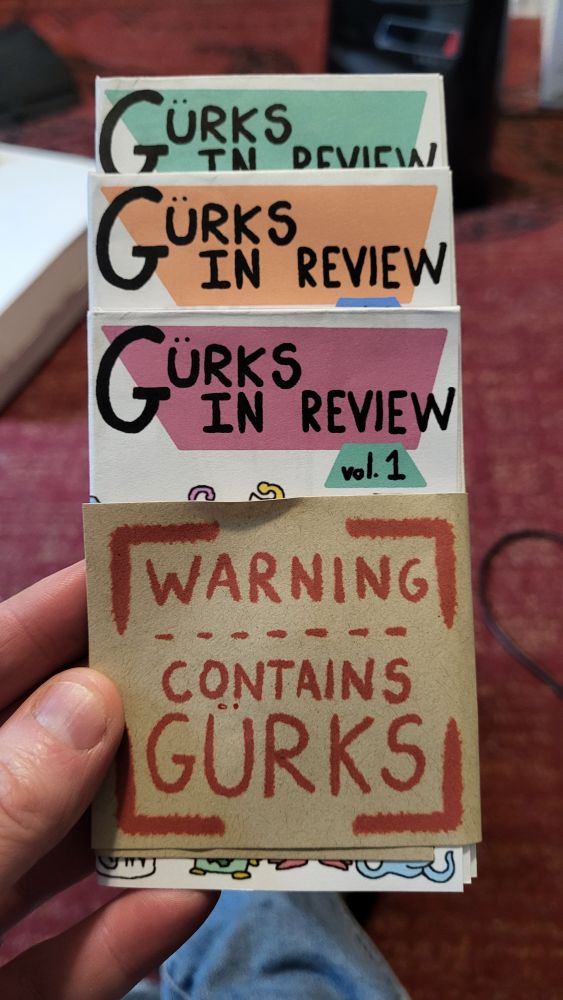 GÜRKS
IN REVIEW
GÜRKS
IN REVIEW
GÜRKS
IN REVIEW
vol. 1
WARNING
CONTAINS
GÜRKS